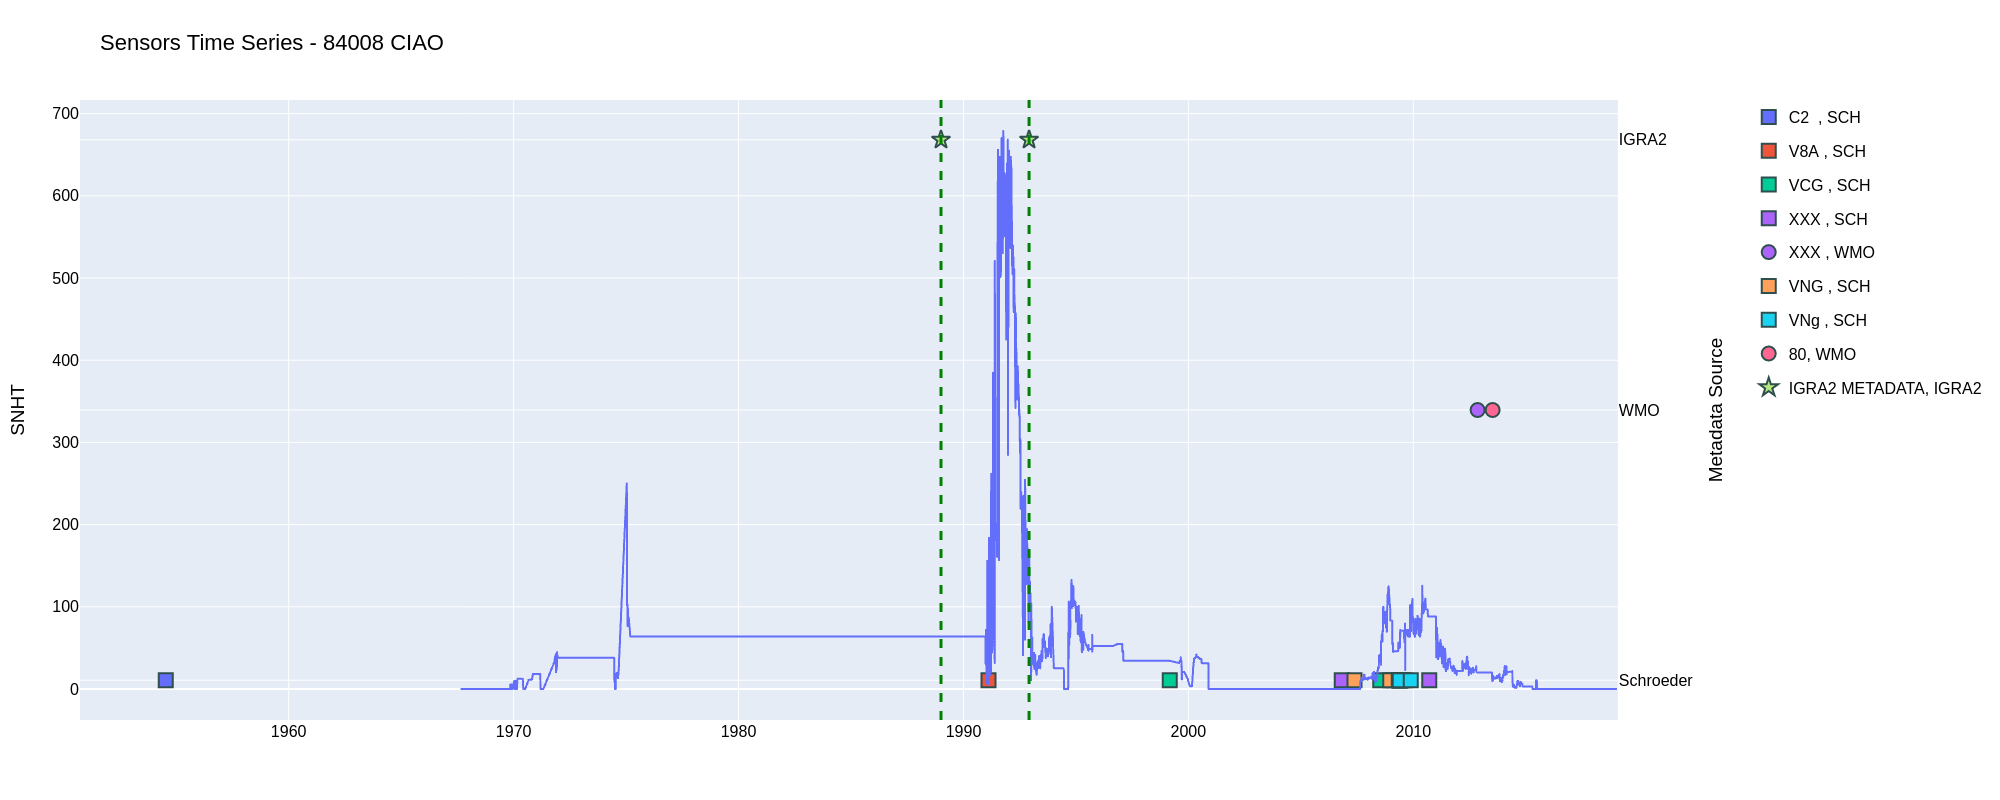 Sensors Time Series - 84008 CIAO
700
600
500
400
300
200
100
0
SNHT
1960
1970
1980
1990
2000
2010
IGRA2
WMO
Schroeder
Metadata Source
C2 , SCH
V8A , SCH
VCG , SCH
XXX , SCH
XXX , WMO
VNG , SCH
VNg , SCH
80, WMO
IGRA2 METADATA, IGRA2